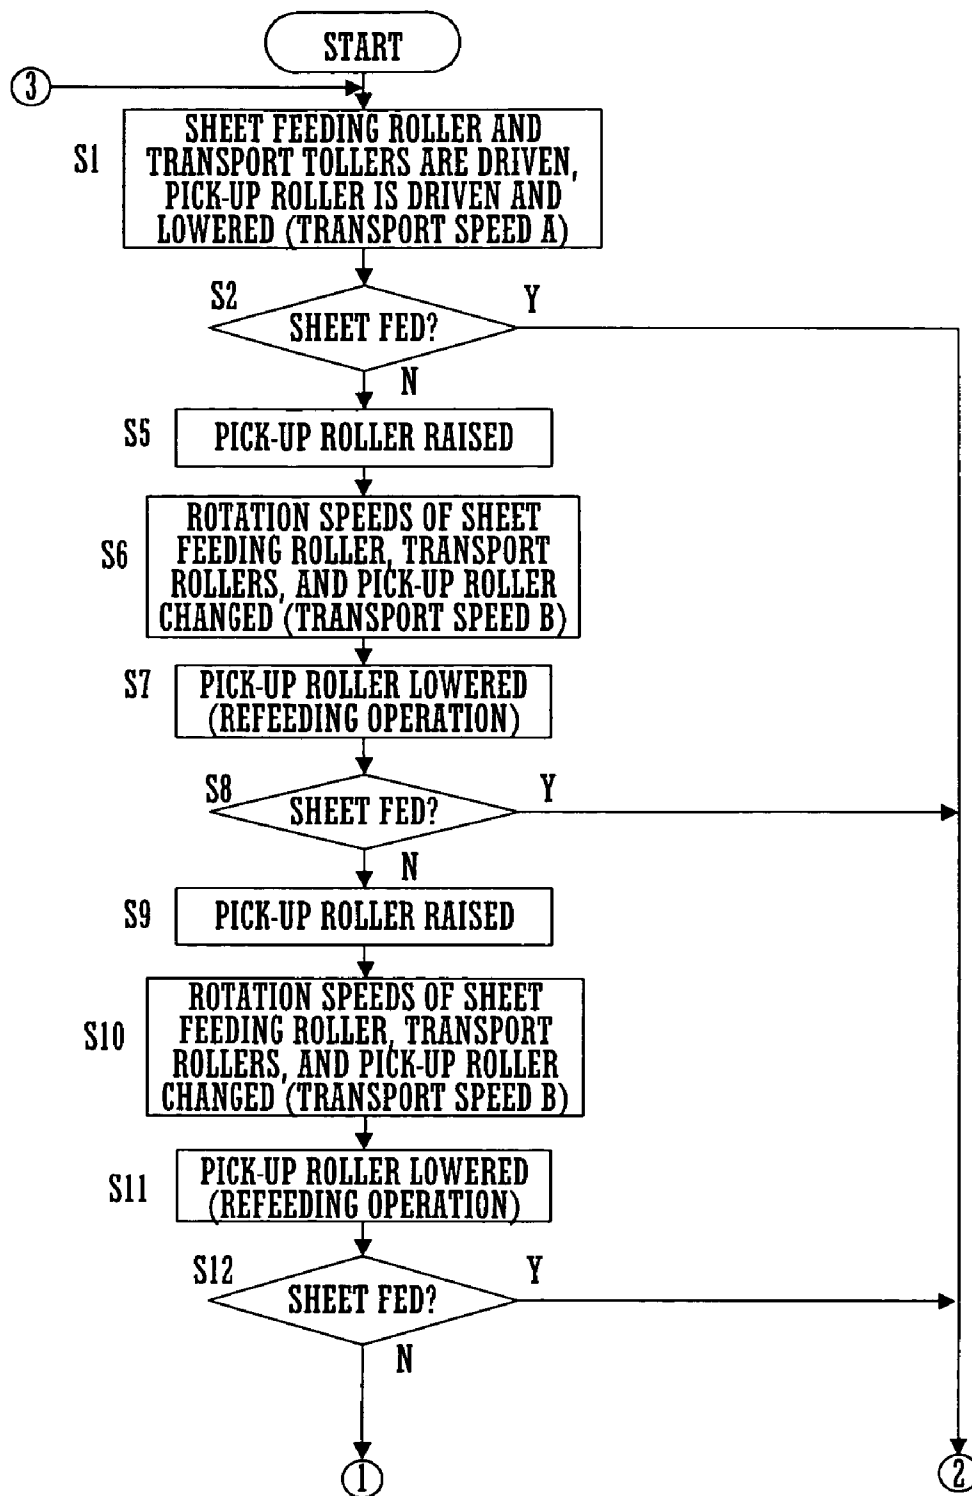 START
3
S1
SHEET FEEDING ROLLER AND
TRANSPORT TOLLERS ARE DRIVEN,
PICK-UP ROLLER IS DRIVEN AND
LOWERED (TRANSPORT SPEED A)
S2
SHEET FED?
Y
N
S5
PICK-UP ROLLER RAISED
S6
ROTATION SPEEDS OF SHEET
FEEDING ROLLER, TRANSPORT
ROLLERS, AND PICK-UP ROLLER
CHANGED (TRANSPORT SPEED B)
S7
PICK-UP ROLLER LOWERED
(REFEEDING OPERATION)
S8
SHEET FED?
Y
N
S9
PICK-UP ROLLER RAISED
S10
ROTATION SPEEDS OF SHEET
FEEDING ROLLER, TRANSPORT
ROLLERS, AND PICK-UP ROLLER
CHANGED (TRANSPORT SPEED B)
S11
PICK-UP ROLLER LOWERED
(REFEEDING OPERATION)
S12
SHEET FED?
Y
N
1
2